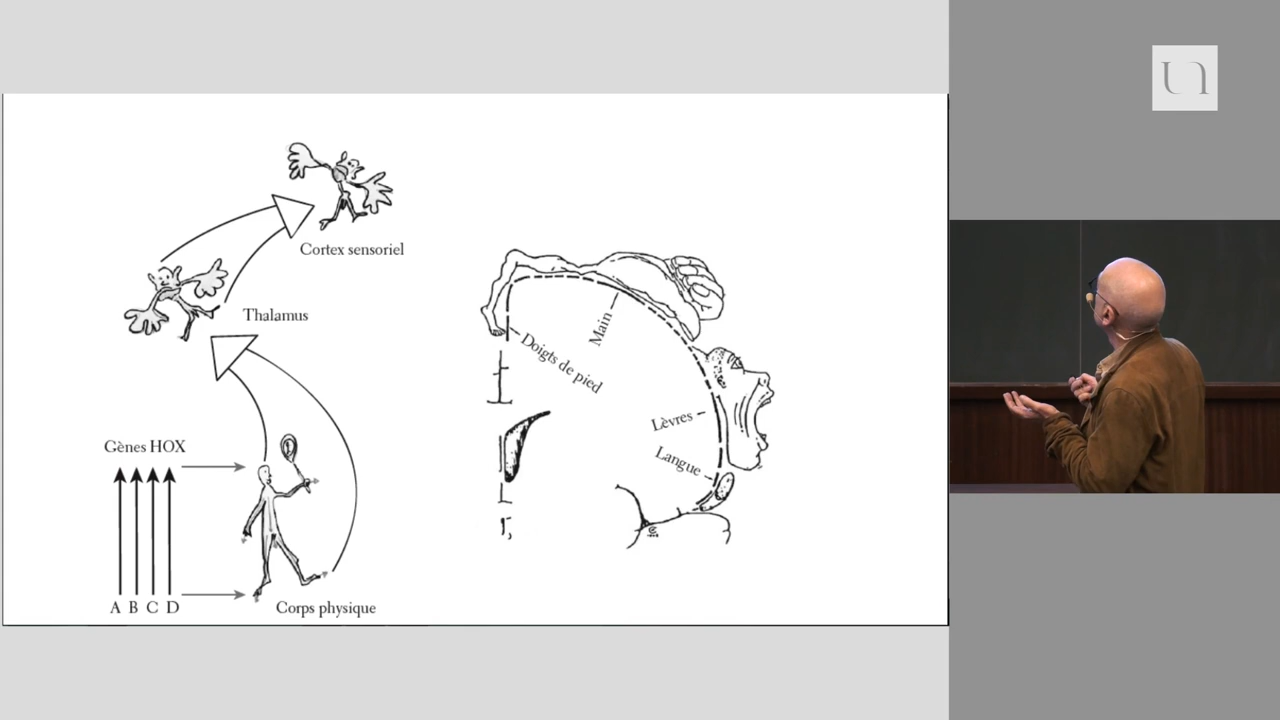 Cortex sensoriel
Thalamus
Gènes HOX
A B C D
Corps physique
Main
Doigts de pied
Lèvres
Langue